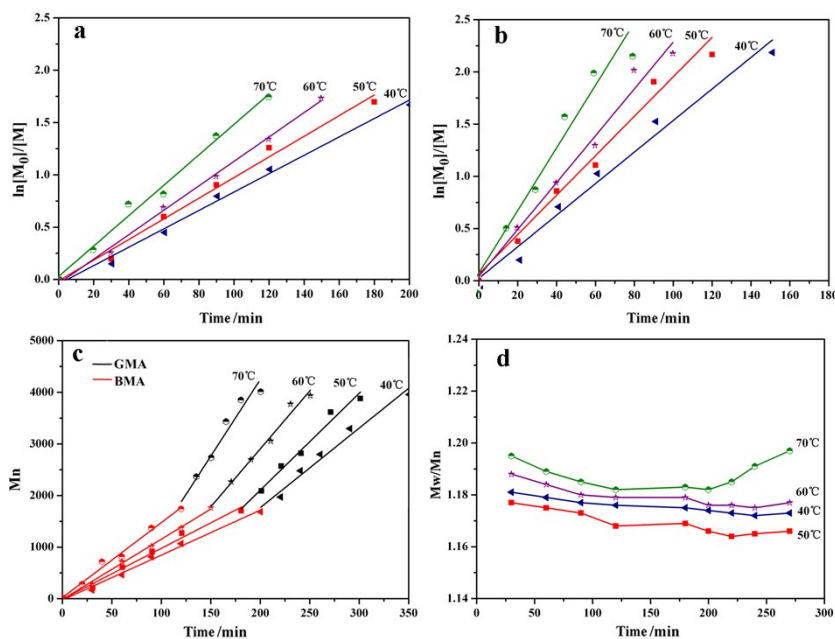 a
ln[M₀]/[M]
2.5
2.0
1.5
1.0
0.5
0.0
70℃ 60℃ 50℃ 40℃
0 20 40 60 80 100 120 140 160 180 200
Time /min
b
ln[M₀]/[M]
2.5
2.0
1.5
1.0
0.5
0.0
70℃ 60℃ 50℃ 40℃
0 20 40 60 80 100 120 140 160 180
Time /min
c
GMA
BMA
Mn
5000
4000
3000
2000
1000
0
70℃ 60℃ 50℃ 40℃
0 50 100 150 200 250 300 350
Time /min
d
Mw/Mn
1.24
1.22
1.20
1.18
1.16
1.14
70℃
60℃
40℃
50℃
0 50 100 150 200 250 300
Time /min